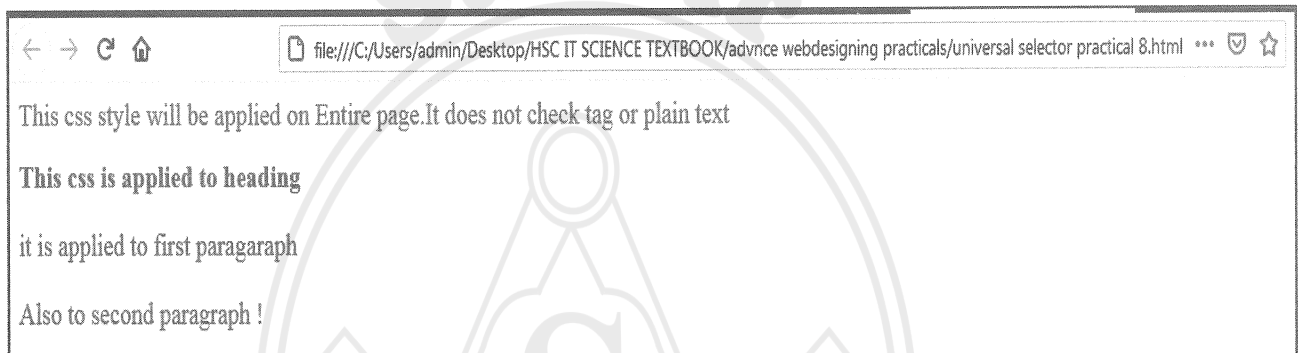 file:///C:/Users/admin/Desktop/HSC IT SCIENCE TEXTBOOK/advnce webdesigning practicals/universal selector practical 8.html
This css style will be applied on Entire page.It does not check tag or plain text
This css is applied to heading
it is applied to first paragaraph
Also to second paragraph !